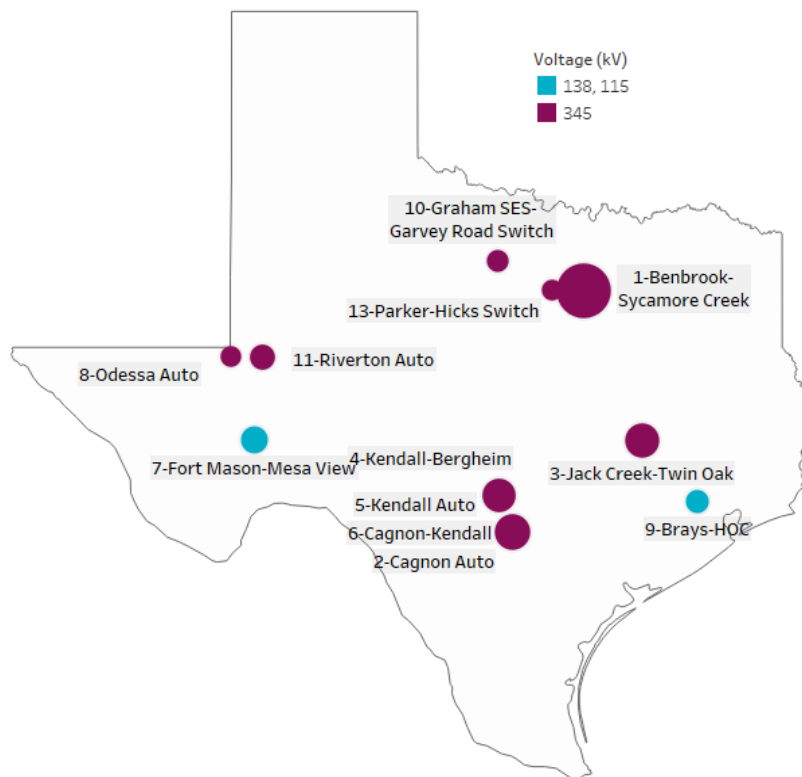 Voltage (kV)
138, 115
345
10-Graham SES-
Garvey Road Switch
1-Benbrook-
Sycamore Creek
13-Parker-Hicks Switch
8-Odessa Auto
11-Riverton Auto
7-Fort Mason-Mesa View
4-Kendall-Bergheim
3-Jack Creek-Twin Oak
5-Kendall Auto
6-Cagnon-Kendall
9-Brays-HOC
2-Cagnon Auto